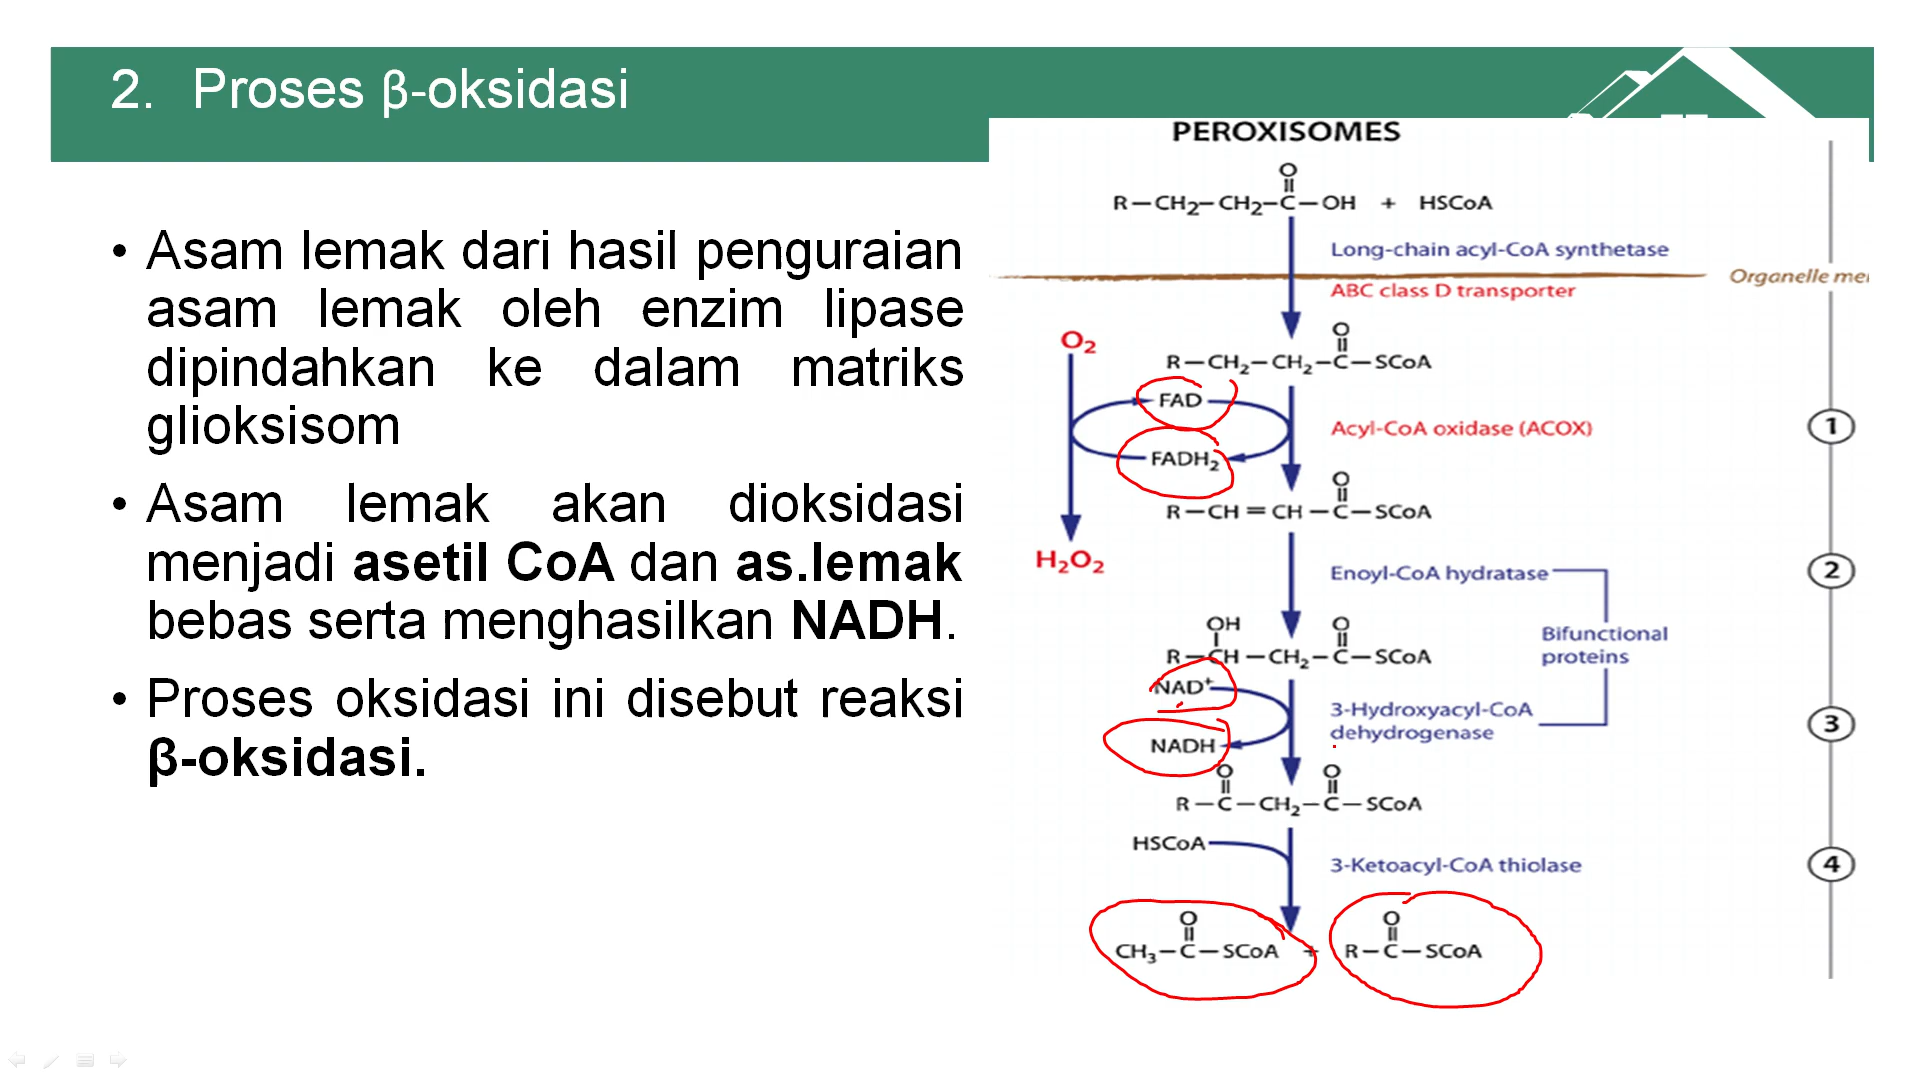 2. Proses β-oksidasi
• Asam lemak dari hasil penguraian
asam lemak oleh enzim lipase
dipindahkan ke dalam matriks
glioksisom
• Asam lemak akan dioksidasi
menjadi asetil CoA dan as.lemak
bebas serta menghasilkan NADH.
• Proses oksidasi ini disebut reaksi
β-oksidasi.
PEROXISOMES
O
R—CH2—CH2—C—OH + HSCoA
Long-chain acyl-CoA synthetase
Organelle me
ABC class D transporter
O2
O
R—CH2—CH2—C—SCoA
FAD
Acyl-CoA oxidase (ACOX)
1
FADH2
O
R—CH=CH—C—SCoA
H2O2
Enoyl-CoA hydratase
2
OH O
Bifunctional
proteins
R—CH—CH2—C—SCoA
NAD+
3-Hydroxyacyl-CoA
dehydrogenase
3
NADH
O O
R—C—CH2—C—SCoA
HSCoA
3-Ketoacyl-CoA thiolase
4
O O
CH3—C—SCoA + R—C—SCoA